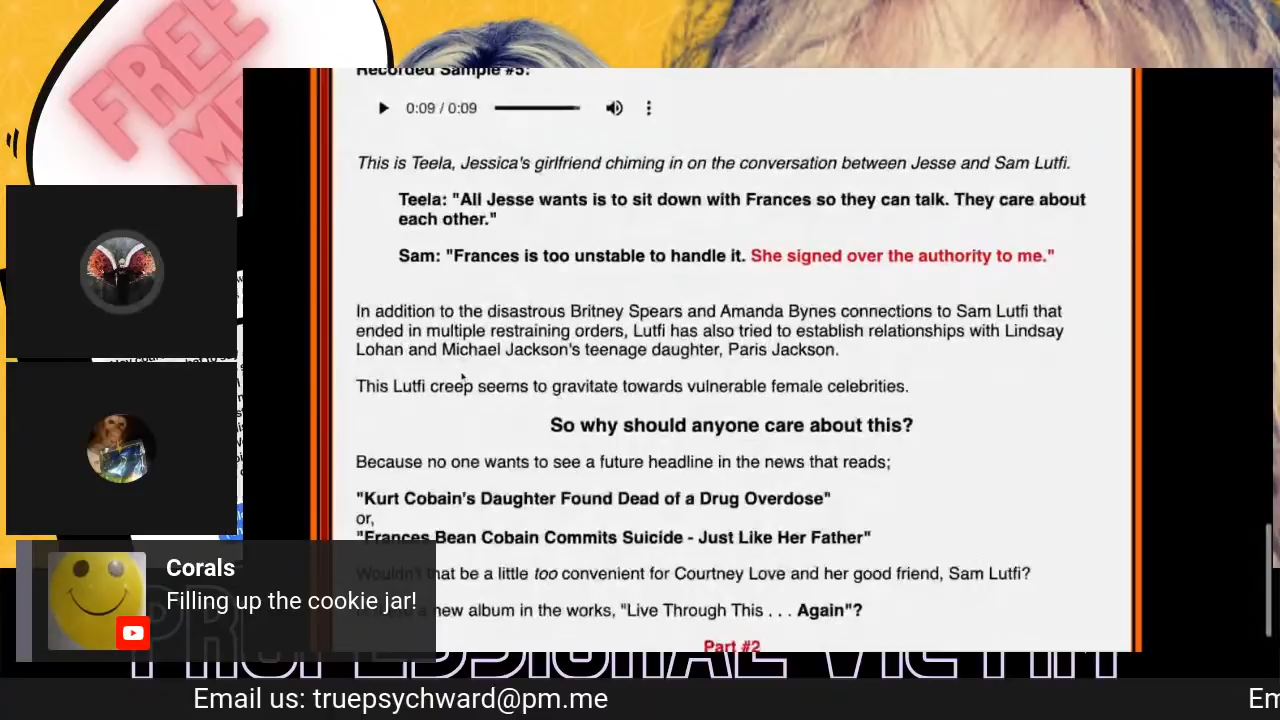 FREE
ME
Recorded Sample #5:
0:09 / 0:09
This is Teela, Jessica's girlfriend chiming in on the conversation between Jesse and Sam Lutfi.
Teela: "All Jesse wants is to sit down with Frances so they can talk. They care about
each other."
Sam: "Frances is too unstable to handle it. She signed over the authority to me."
In addition to the disastrous Britney Spears and Amanda Bynes connections to Sam Lutfi that
ended in multiple restraining orders, Lutfi has also tried to establish relationships with Lindsay
Lohan and Michael Jackson's teenage daughter, Paris Jackson.
This Lutfi creep seems to gravitate towards vulnerable female celebrities.
So why should anyone care about this?
Because no one wants to see a future headline in the news that reads;
"Kurt Cobain's Daughter Found Dead of a Drug Overdose"
or,
"Frances Bean Cobain Commits Suicide - Just Like Her Father"
Wouldn't that be a little too convenient for Courtney Love and her good friend, Sam Lutfi?
new album in the works, "Live Through This . . . Again"?
Part #2
Corals
Filling up the cookie jar!
PROFESSIONAL VICTIM
Email us: truepsychward@pm.me
Em